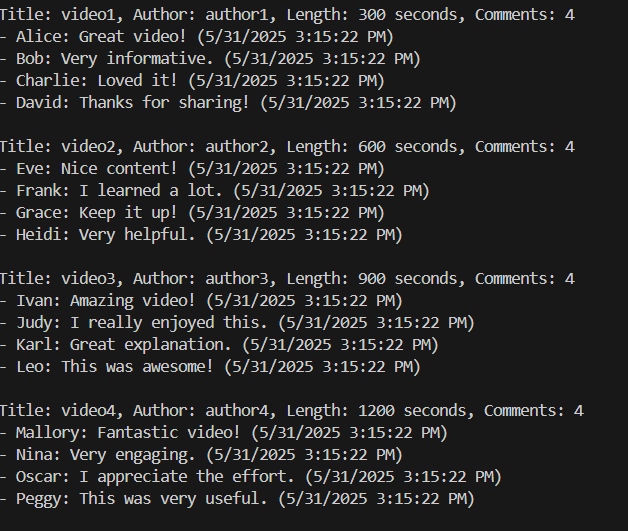 Title: video1, Author: author1, Length: 300 seconds, Comments: 4
- Alice: Great video! (5/31/2025 3:15:22 PM)
- Bob: Very informative. (5/31/2025 3:15:22 PM)
- Charlie: Loved it! (5/31/2025 3:15:22 PM)
- David: Thanks for sharing! (5/31/2025 3:15:22 PM)

Title: video2, Author: author2, Length: 600 seconds, Comments: 4
- Eve: Nice content! (5/31/2025 3:15:22 PM)
- Frank: I learned a lot. (5/31/2025 3:15:22 PM)
- Grace: Keep it up! (5/31/2025 3:15:22 PM)
- Heidi: Very helpful. (5/31/2025 3:15:22 PM)

Title: video3, Author: author3, Length: 900 seconds, Comments: 4
- Ivan: Amazing video! (5/31/2025 3:15:22 PM)
- Judy: I really enjoyed this. (5/31/2025 3:15:22 PM)
- Karl: Great explanation. (5/31/2025 3:15:22 PM)
- Leo: This was awesome! (5/31/2025 3:15:22 PM)

Title: video4, Author: author4, Length: 1200 seconds, Comments: 4
- Mallory: Fantastic video! (5/31/2025 3:15:22 PM)
- Nina: Very engaging. (5/31/2025 3:15:22 PM)
- Oscar: I appreciate the effort. (5/31/2025 3:15:22 PM)
- Peggy: This was very useful. (5/31/2025 3:15:22 PM)